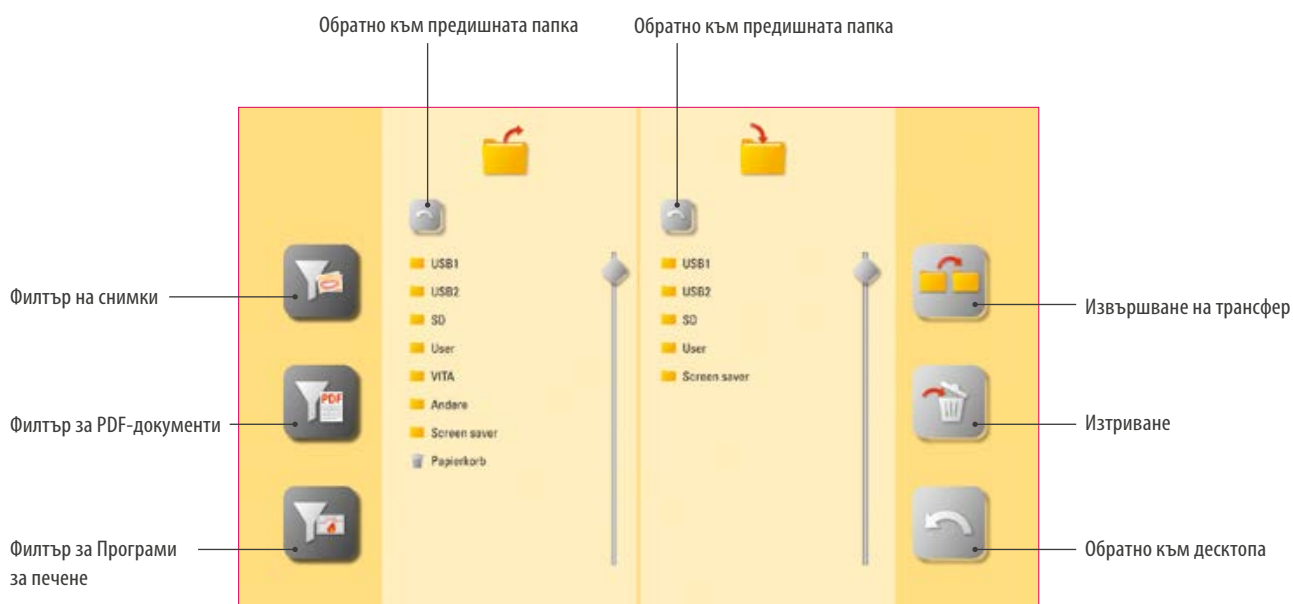 Обратно към предишната папка
Обратно към предишната папка
Филтър на снимки
Филтър за PDF-документи
Филтър за Програми
за печене
PDF
USB1
USB2
SD
User
VITA
Andere
Screen saver
Papierkorb
USB1
USB2
SD
User
Screen saver
Извършване на трансфер
Изтриване
Обратно към десктопа